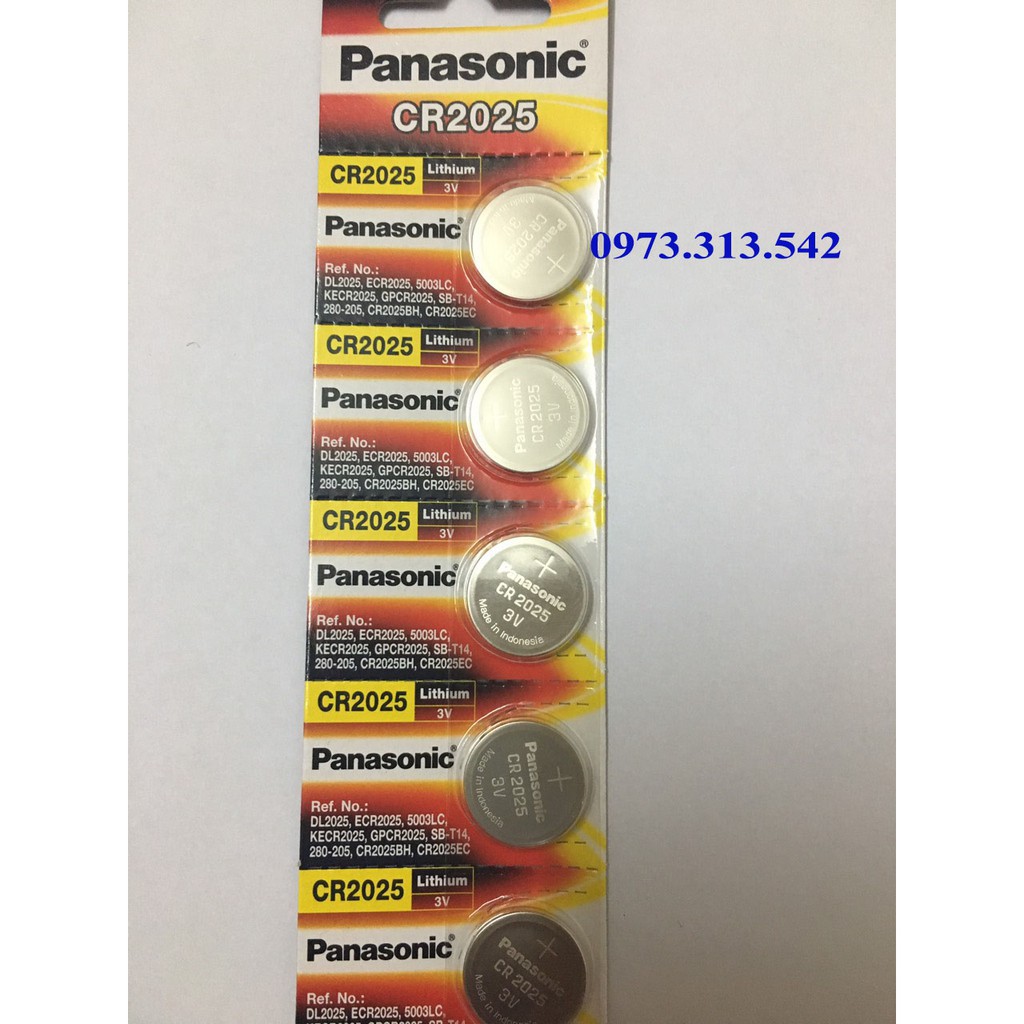 Panasonic®
CR2025
CR2025 Lithium
3V
Panasonic®
Ref. No.:
DL2025, ECR2025, 5003LC,
KECR2025, GPCR2025, SB-T14,
280-205, CR2025BH, CR2025EC
Panasonic
CR 2025
3V
0973.313.542
CR2025 Lithium
3V
Panasonic®
Ref. No.:
DL2025, ECR2025, 5003LC,
KECR2025, GPCR2025, SB-T14,
280-205, CR2025BH, CR2025EC
Panasonic
CR 2025
3V
Made in Indonesia
CR2025 Lithium
3V
Panasonic®
Ref. No.:
DL2025, ECR2025, 5003LC,
KECR2025, GPCR2025, SB-T14,
280-205, CR2025BH, CR2025EC
+
Panasonic
CR 2025
3V
Made in Indonesia
CR2025 Lithium
3V
Panasonic®
Ref. No.:
DL2025, ECR2025, 5003LC,
KECR2025, GPCR2025, SB-T14,
280-205, CR2025BH, CR2025EC
+
Panasonic
CR 2025
3V
Made in Indonesia
CR2025 Lithium
3V
Panasonic®
Ref. No.:
DL2025, ECR2025, 5003LC,
+
Panasonic
CR 2025
3V